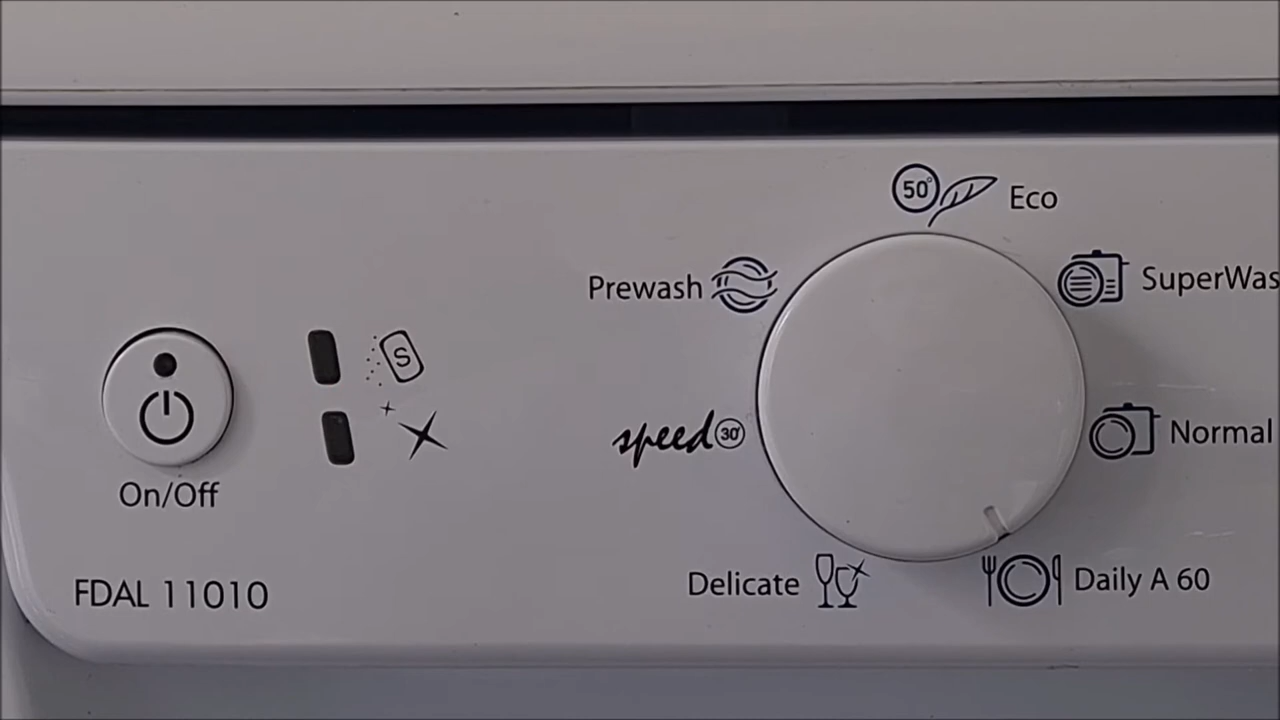 50° Eco
Prewash
SuperWas
S
speed 30'
Normal
On/Off
Delicate
Daily A 60
FDAL 11010